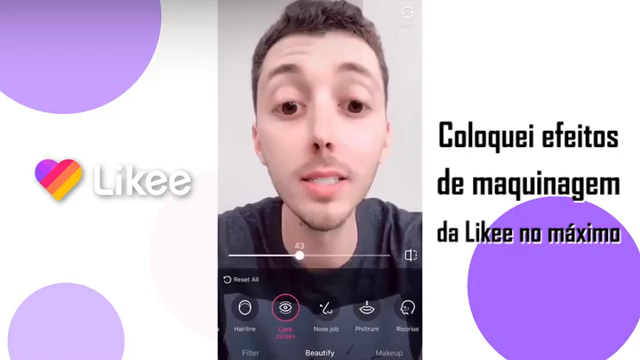 Likee
Coloquei efeitos
de maquinagem
da Likee no máximo
43
Reset All
Hairline
Dark
circles
Nose job
Philtrum
Risorius
Filter
Beautify
Makeup